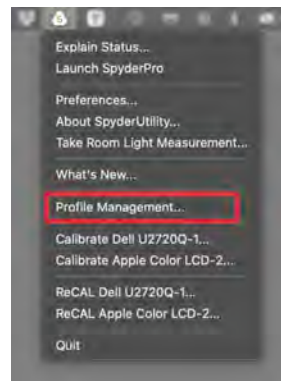 Explain Status...
Launch SpyderPro
Preferences...
About SpyderUtility...
Take Room Light Measurement...
What's New...
Profile Management...
Calibrate Dell U2720Q-1...
Calibrate Apple Color LCD-2...
ReCAL Dell U2720Q-1...
ReCAL Apple Color LCD-2...
Quit